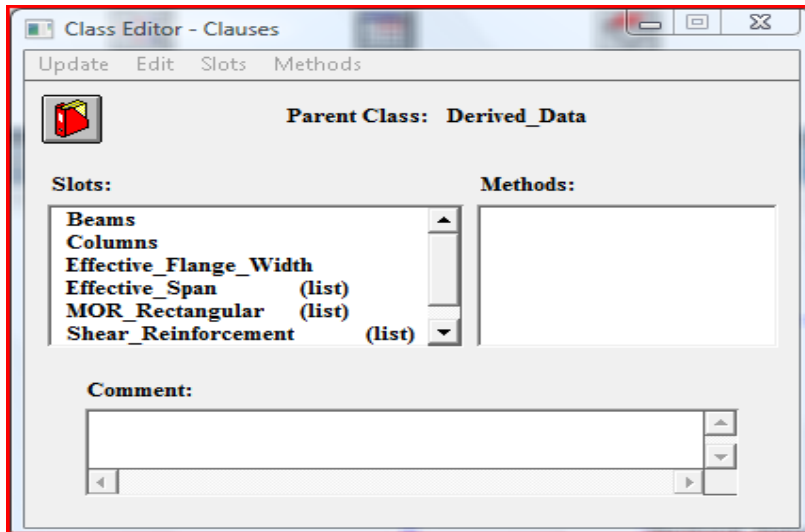 Class Editor - Clauses
Update Edit Slots Methods
Parent Class: Derived_Data
Slots:
Methods:
Beams
Columns
Effective_Flange_Width
Effective_Span (list)
MOR_Rectangular (list)
Shear_Reinforcement (list)
Comment: